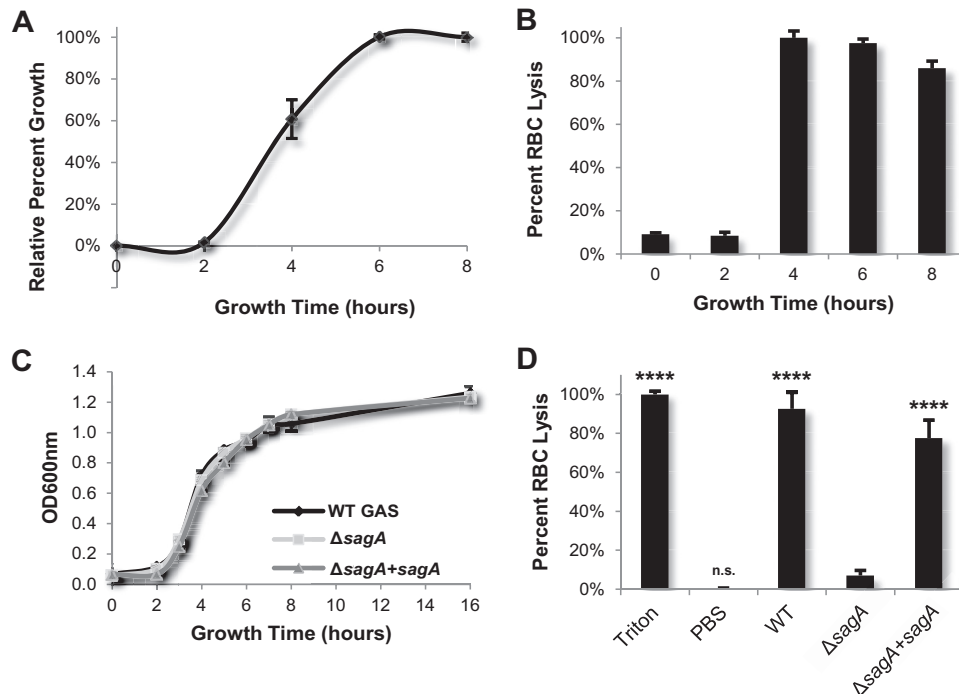 A
Relative Percent Growth
100%
80%
60%
40%
20%
0%
0
2
4
6
8
Growth Time (hours)
B
Percent RBC Lysis
100%
80%
60%
40%
20%
0%
0
2
4
6
8
Growth Time (hours)
C
OD600nm
1.4
1.2
1.0
0.8
0.6
0.4
0.2
0.0
WT GAS
ΔsagA
ΔsagA+sagA
0
2
4
6
8
10
12
14
16
Growth Time (hours)
D
Percent RBC Lysis
100%
80%
60%
40%
20%
0%
****
n.s.
****
****
Triton
PBS
WT
ΔsagA
ΔsagA+sagA